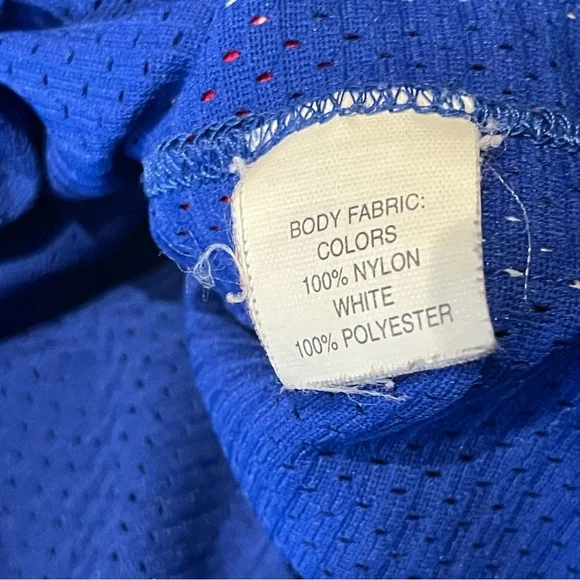 BODY FABRIC:
COLORS
100% NYLON
WHITE
100% POLYESTER